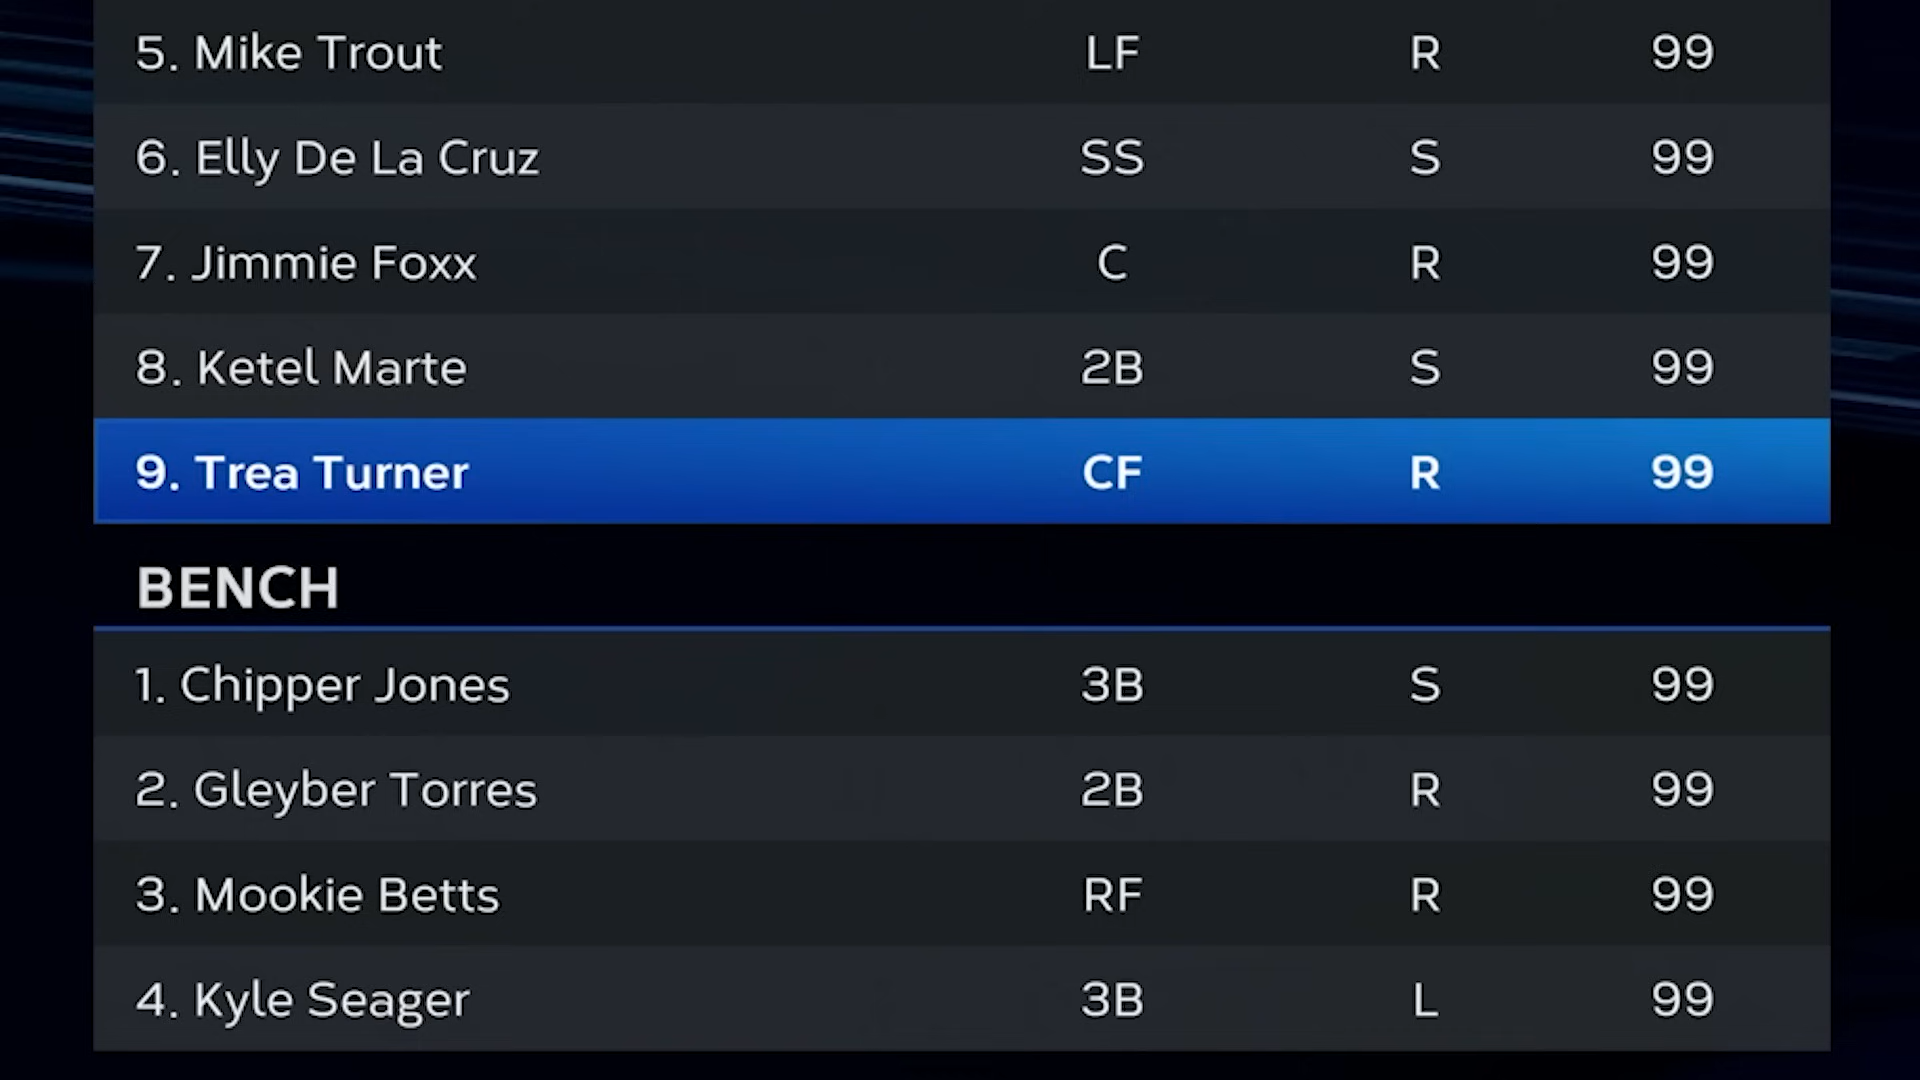 5. Mike Trout LF R 99
6. Elly De La Cruz SS S 99
7. Jimmie Foxx C R 99
8. Ketel Marte 2B S 99
9. Trea Turner CF R 99
BENCH
1. Chipper Jones 3B S 99
2. Gleyber Torres 2B R 99
3. Mookie Betts RF R 99
4. Kyle Seager 3B L 99